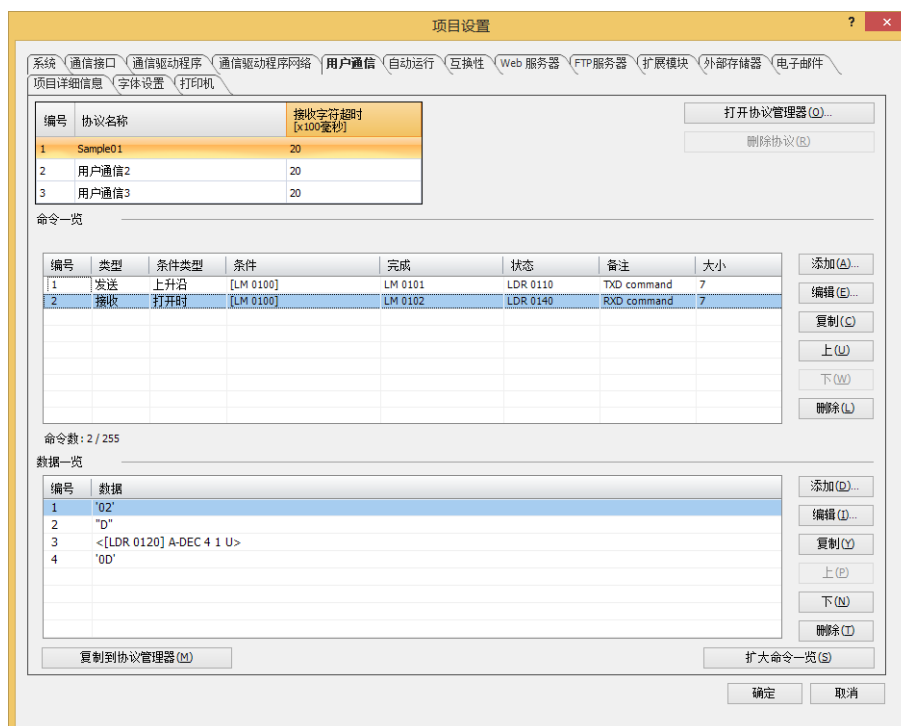 项目设置
?
×
系统 通信接口 通信驱动程序 通信驱动程序网络 用户通信 自动运行 互换性 Web 服务器 FTP服务器 扩展模块 外部存储器 电子邮件
项目详细信息 字体设置 打印机
编号 协议名称 接收字符超时
[x100毫秒]
1 Sample01 20
2 用户通信2 20
3 用户通信3 20
打开协议管理器(O)...
删除协议(R)
命令一览
编号 类型 条件类型 条件 完成 状态 备注 大小
1 发送 上升沿 [LM 0100] LM 0101 LDR 0110 TXD command 7
2 接收 打开时 [LM 0100] LM 0102 LDR 0140 RXD command 7
添加(A)...
编辑(E)...
复制(C)
上(U)
下(W)
删除(L)
命令数: 2 / 255
数据一览
编号 数据
1 '02'
2 "D"
3 <[LDR 0120] A-DEC 4 1 U>
4 '0D'
添加(D)...
编辑(I)...
复制(Y)
上(P)
下(N)
删除(T)
复制到协议管理器(M)
扩大命令一览(S)
确定
取消